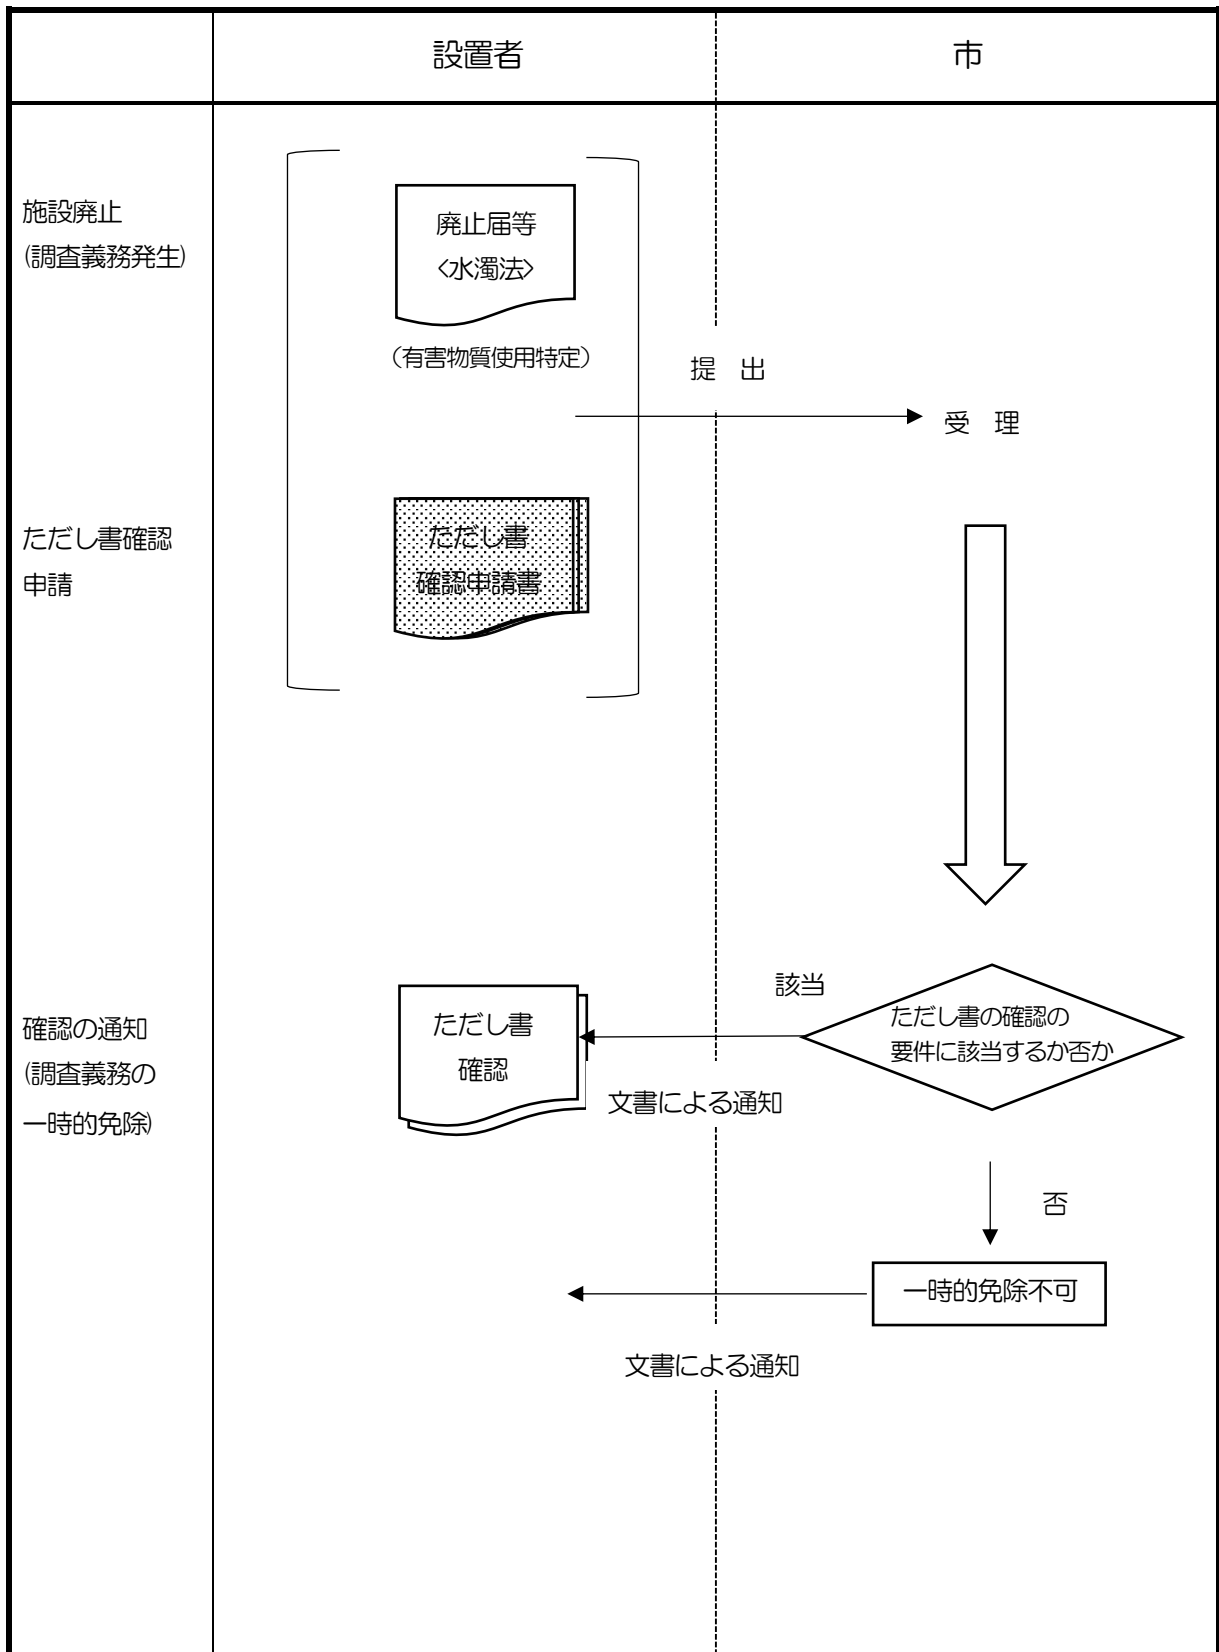 設置者
市
施設廃止
(調査義務発生)
廃止届等
<水濁法>
（有害物質使用特定）
提　出
受　理
ただし書確認
申請
ただし書
確認申請書
確認の通知
(調査義務の
一時的免除)
ただし書
確認
該当
ただし書の確認の
要件に該当するか否か
文書による通知
否
一時的免除不可
文書による通知